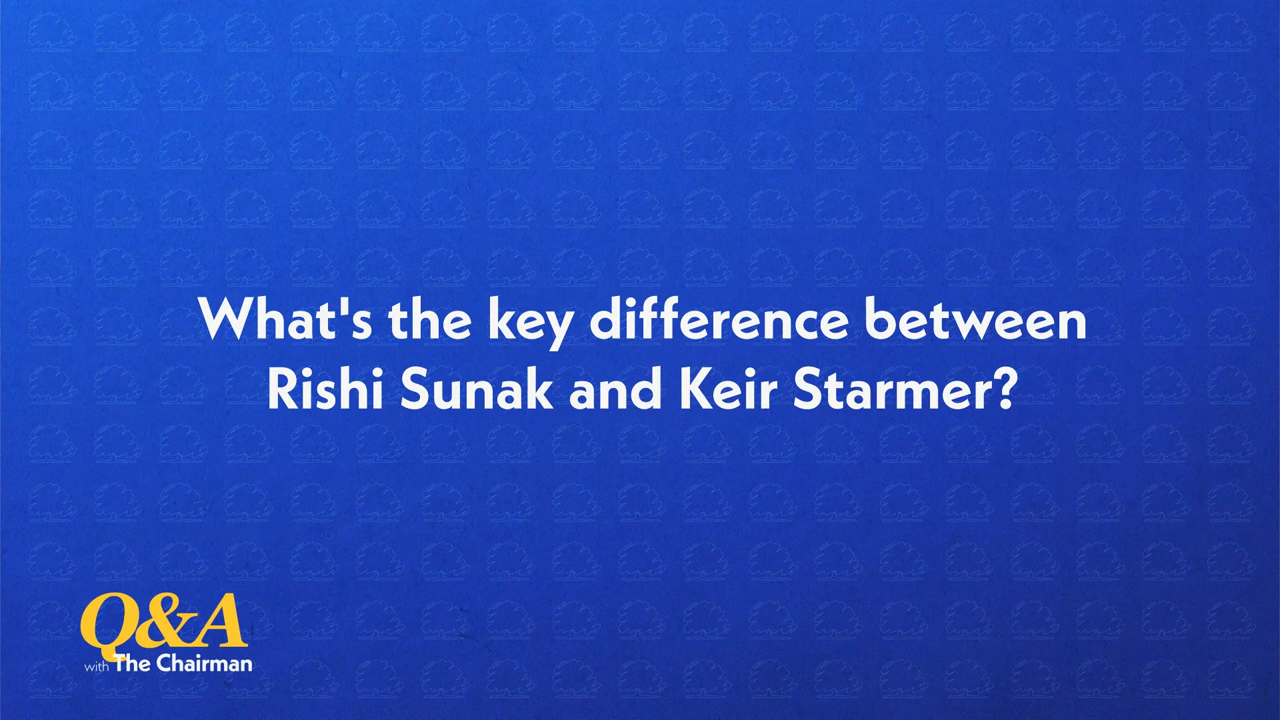 What's the key difference between
Rishi Sunak and Keir Starmer?
Q&A
with The Chairman